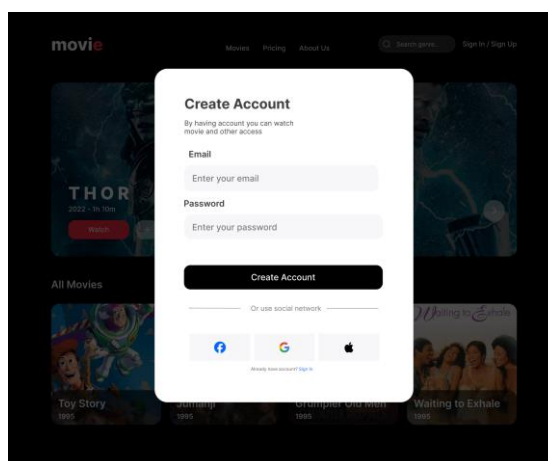 movie
Movies Pricing About Us
Sign In / Sign Up
Create Account
By having account you can watch
movie and other access
Email
Enter your email
Password
Enter your password
Create Account
Or use social network
Already have account? Sign in
THOR
2022 - 1h 10m
Watch
All Movies
Waiting to Exhale
Toy Story
1995
Jumanji
1995
Grumpier Old Men
1995
Waiting to Exhale
1995